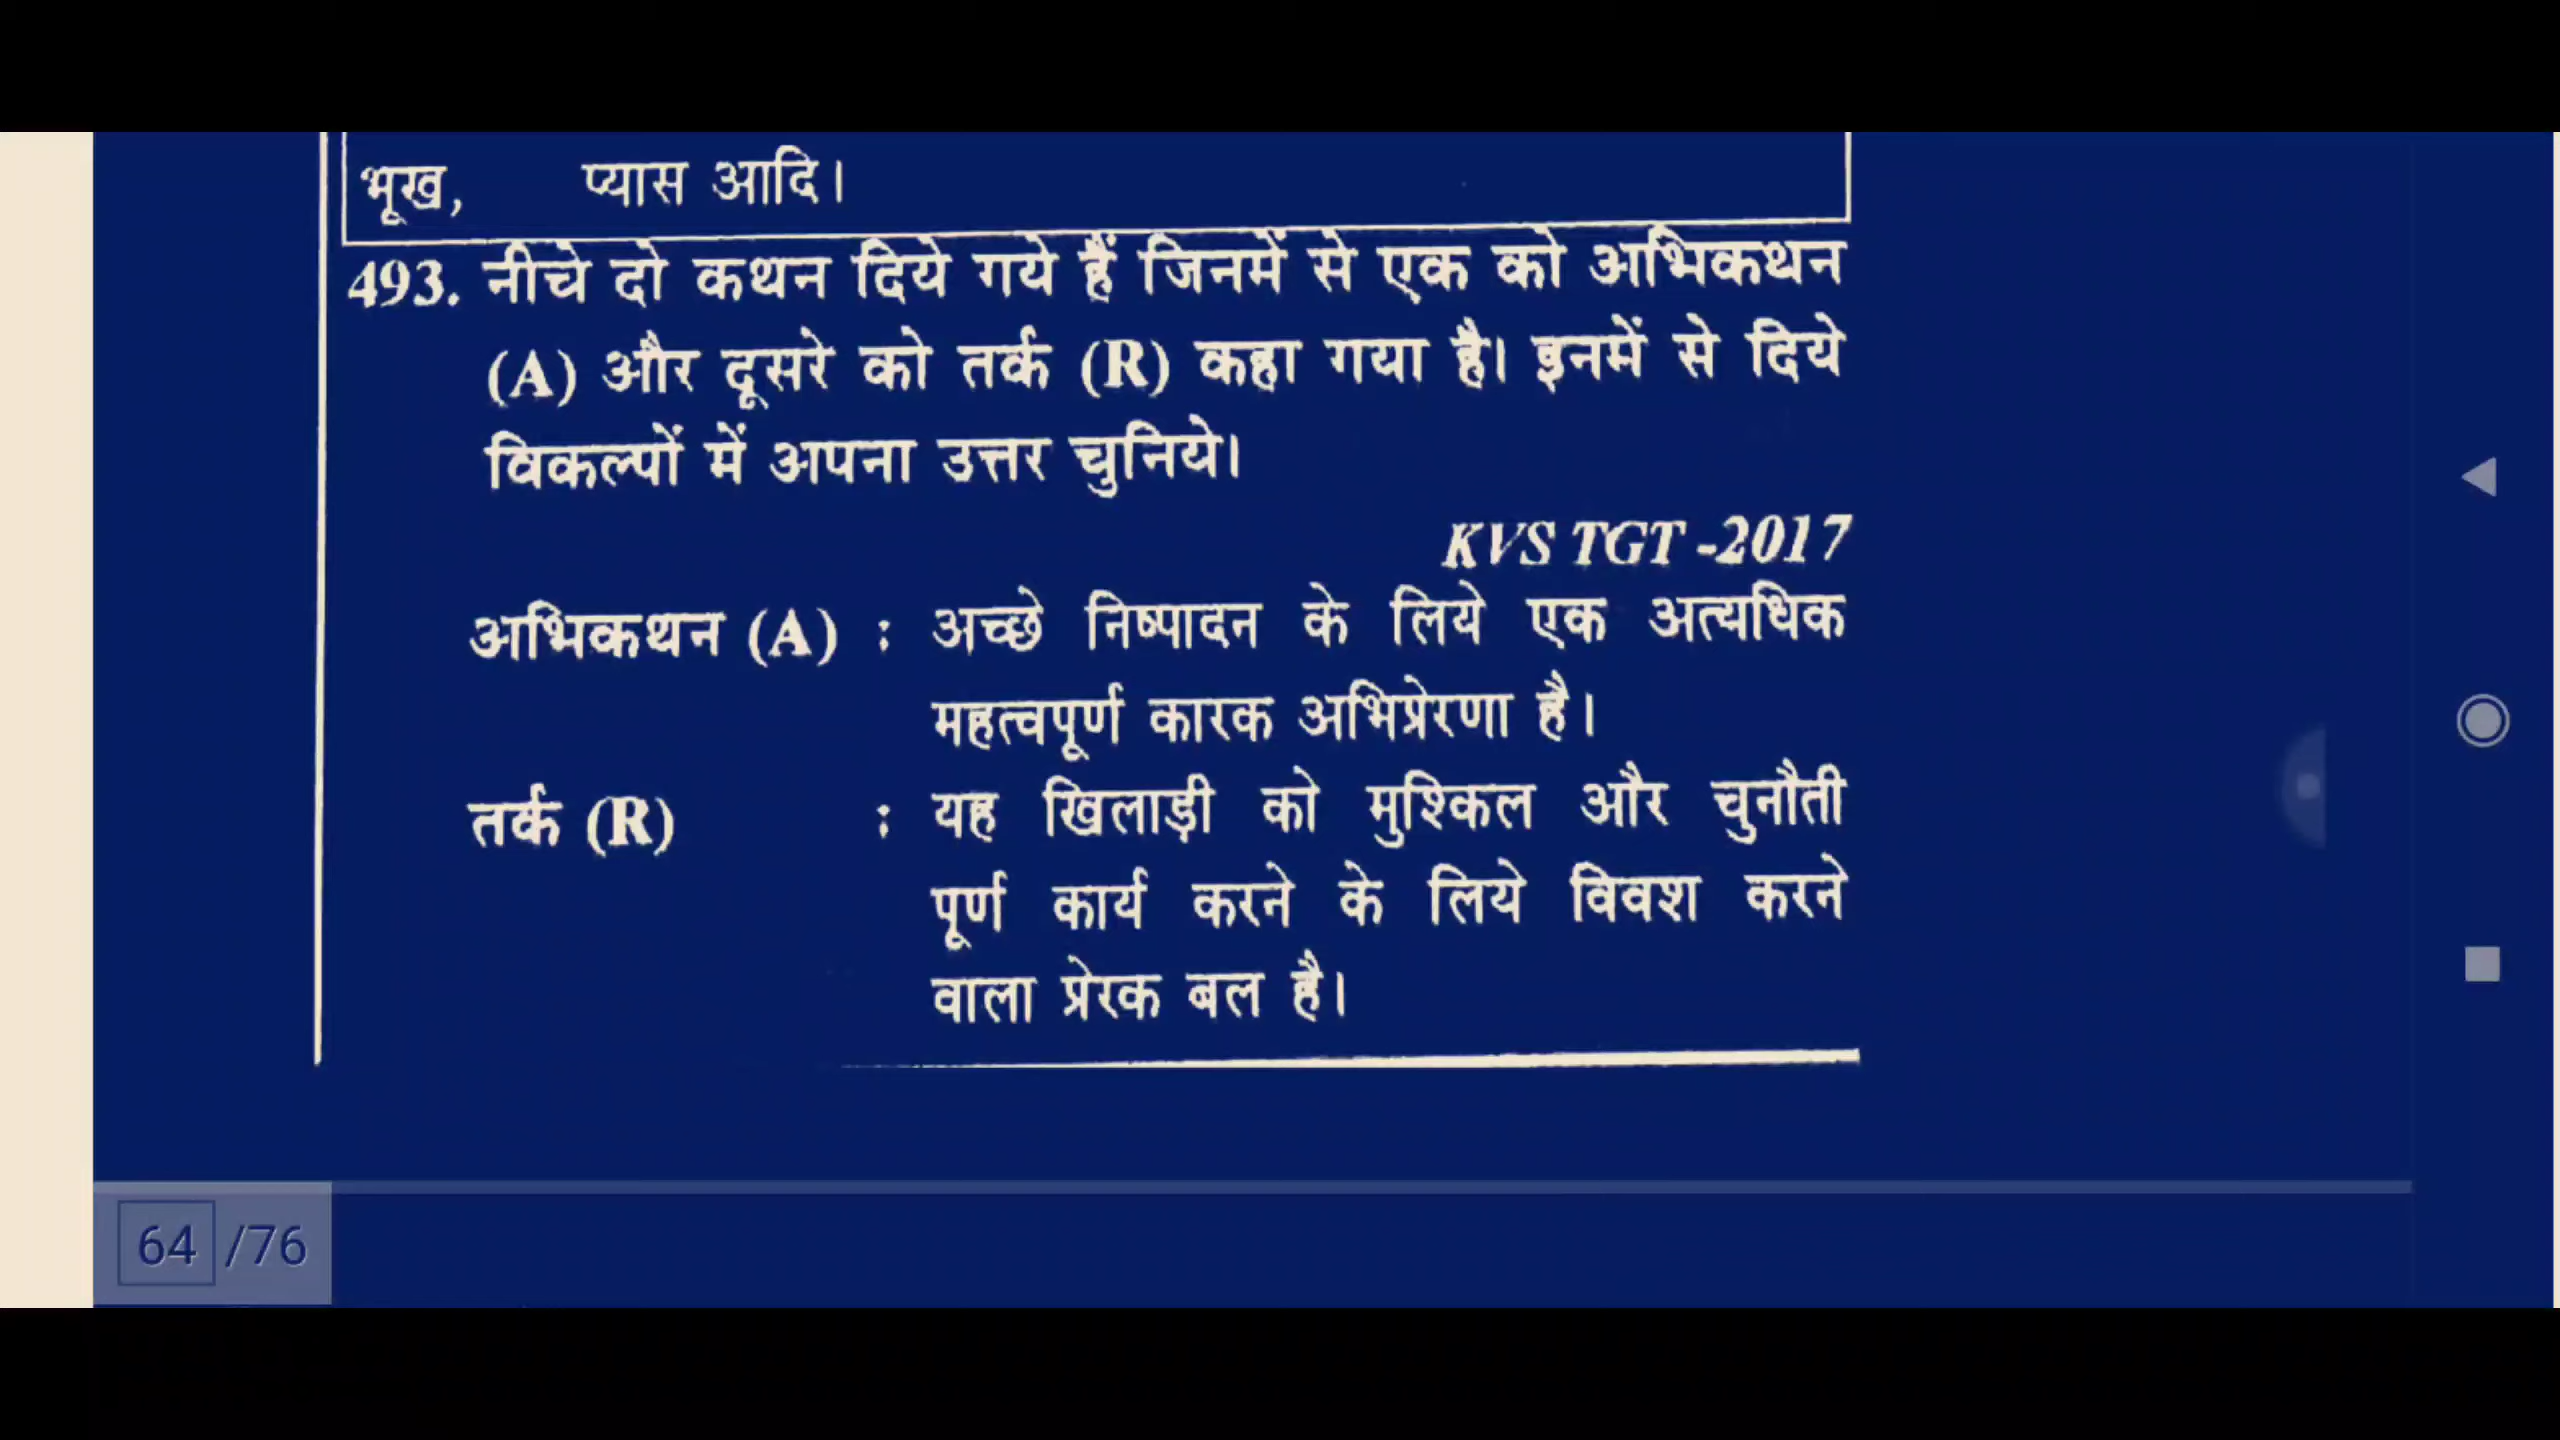 भूख, प्यास आदि।
493. नीचे दो कथन दिये गये हैं जिनमें से एक को अभिकथन
(A) और दूसरे को तर्क (R) कहा गया है। इनमें से दिये
विकल्पों में अपना उत्तर चुनिये।
KVS TGT -2017
अभिकथन (A) : अच्छे निष्पादन के लिये एक अत्यधिक
महत्वपूर्ण कारक अभिप्रेरणा है।
तर्क (R) : यह खिलाड़ी को मुश्किल और चुनौती
पूर्ण कार्य करने के लिये विवश करने
वाला प्रेरक बल है।
64 /76